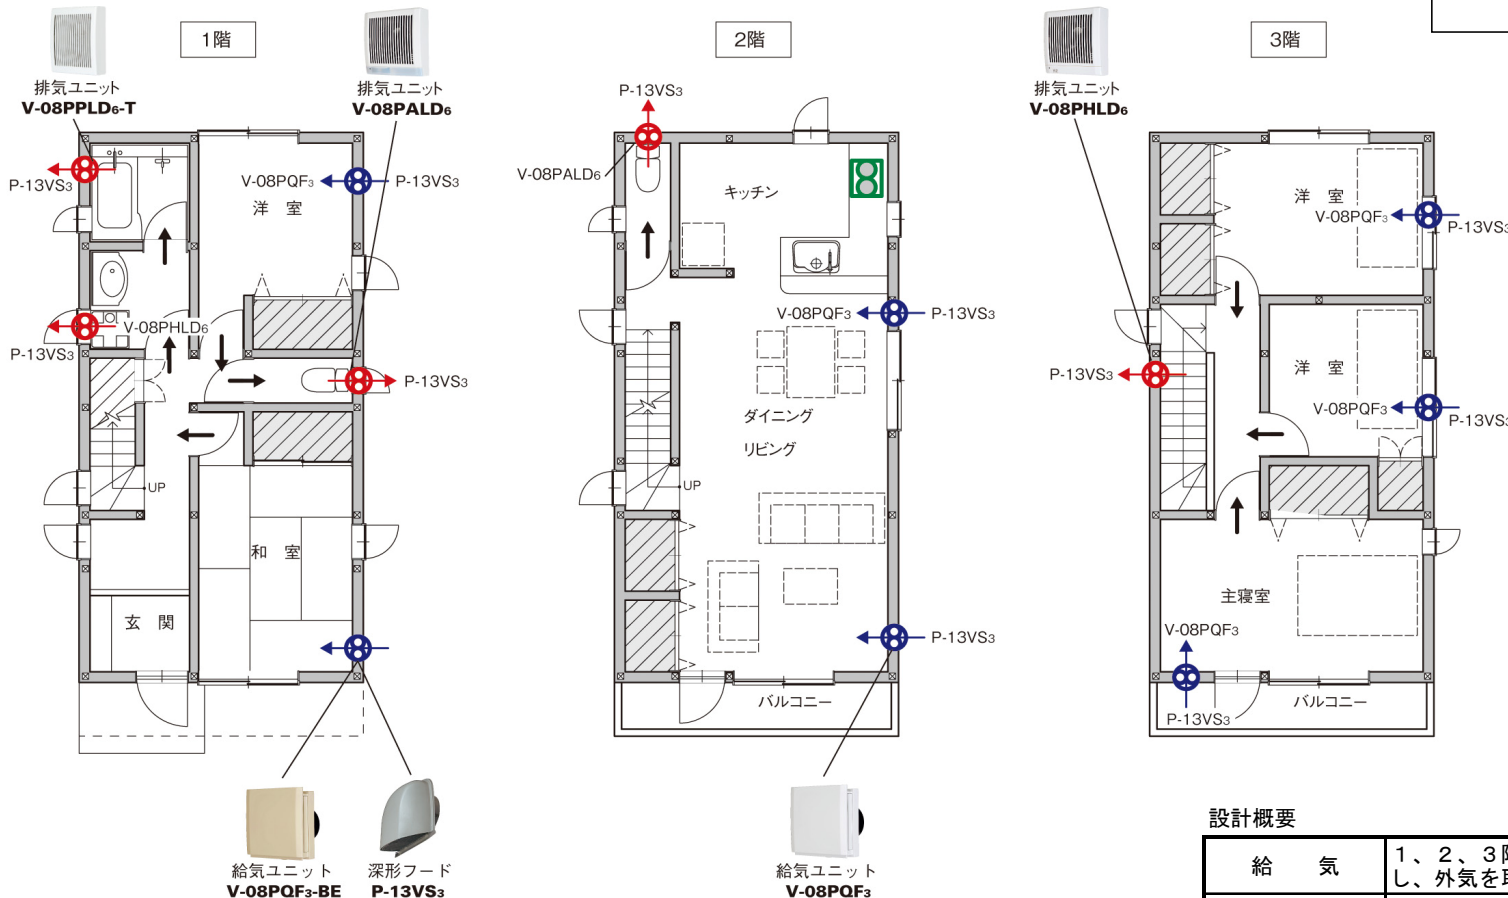 1階
排気ユニット
V-08PPLD6-T
排気ユニット
V-08PALD6
P-13VS3
V-08PQF3
P-13VS3
洋 室
V-08PHLD6
P-13VS3
P-13VS3
UP
和 室
玄 関
給気ユニット
V-08PQF3-BE
深形フード
P-13VS3
2階
P-13VS3
V-08PALD6
キッチン
V-08PQF3
P-13VS3
ダイニング
リビング
UP
P-13VS3
バルコニー
給気ユニット
V-08PQF3
3階
排気ユニット
V-08PHLD6
洋 室
V-08PQF3
P-13VS3
P-13VS3
洋 室
V-08PQF3
P-13VS3
主寝室
V-08PQF3
P-13VS3
バルコニー
設計概要
給 気
1、2、3階
し、外気を取